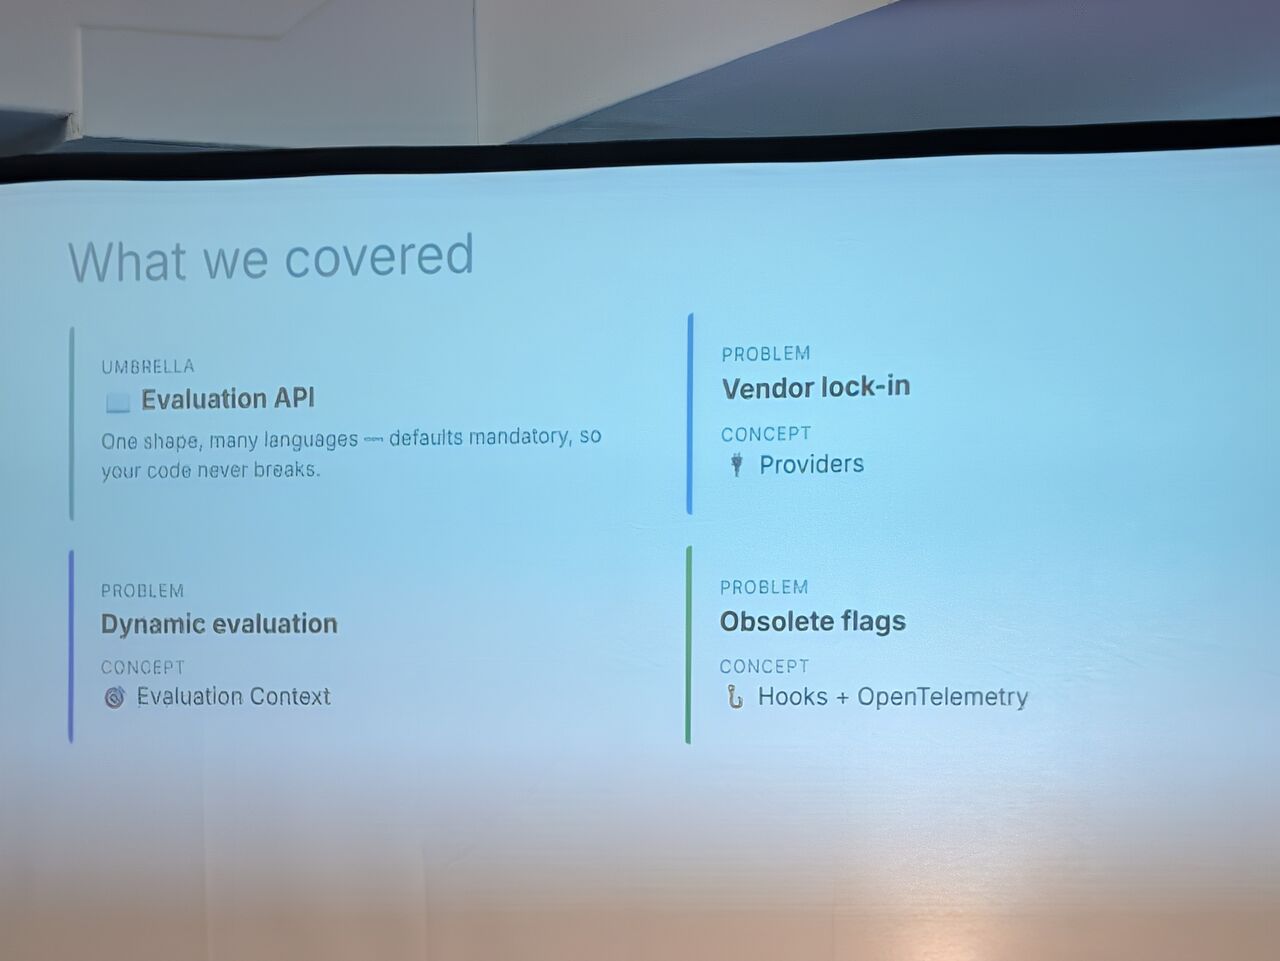 What we covered
UMBRELLA
Evaluation API
One shape, many languages — defaults mandatory, so
your code never breaks.
PROBLEM
Vendor lock-in
CONCEPT
Providers
PROBLEM
Dynamic evaluation
CONCEPT
Evaluation Context
PROBLEM
Obsolete flags
CONCEPT
Hooks + OpenTelemetry